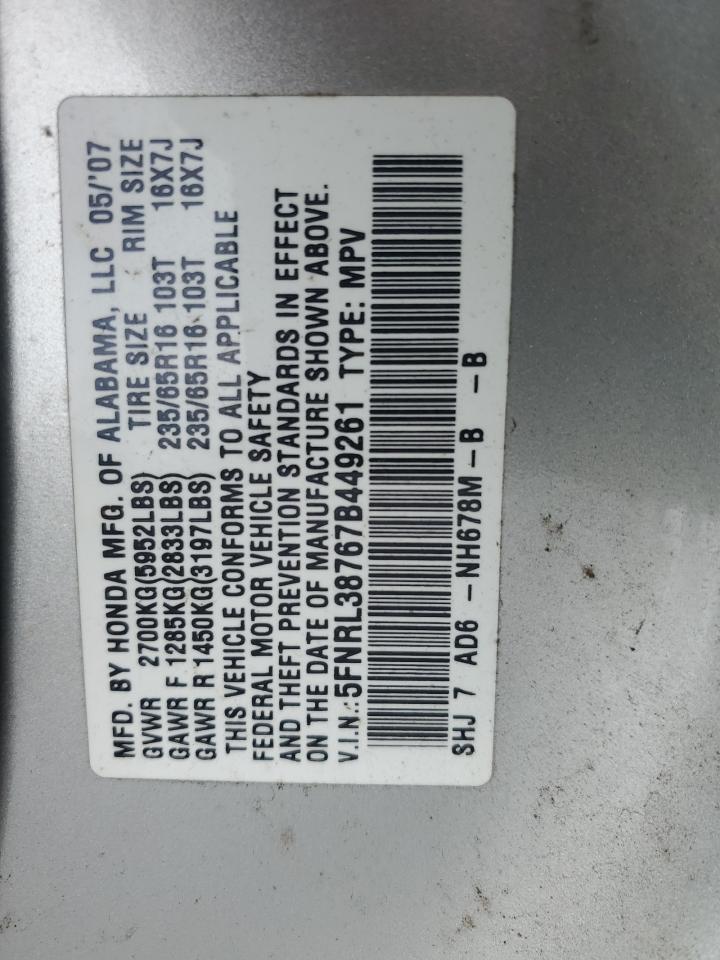 MFD. BY HONDA MFG. OF ALABAMA, LLC 05/'07
GVWR 2700KG(5952LBS) TIRE SIZE RIM SIZE
GAWR F 1285KG(2833LBS) 235/65R16 103T 16X7J
GAWR R 1450KG(3197LBS) 235/65R16 103T 16X7J
THIS VEHICLE CONFORMS TO ALL APPLICABLE
FEDERAL MOTOR VEHICLE SAFETY
AND THEFT PREVENTION STANDARDS IN EFFECT
ON THE DATE OF MANUFACTURE SHOWN ABOVE.
V.I.N.:5FNRL38767B449261 TYPE: MPV
SHJ 7 AD6 -NH678M-B -B